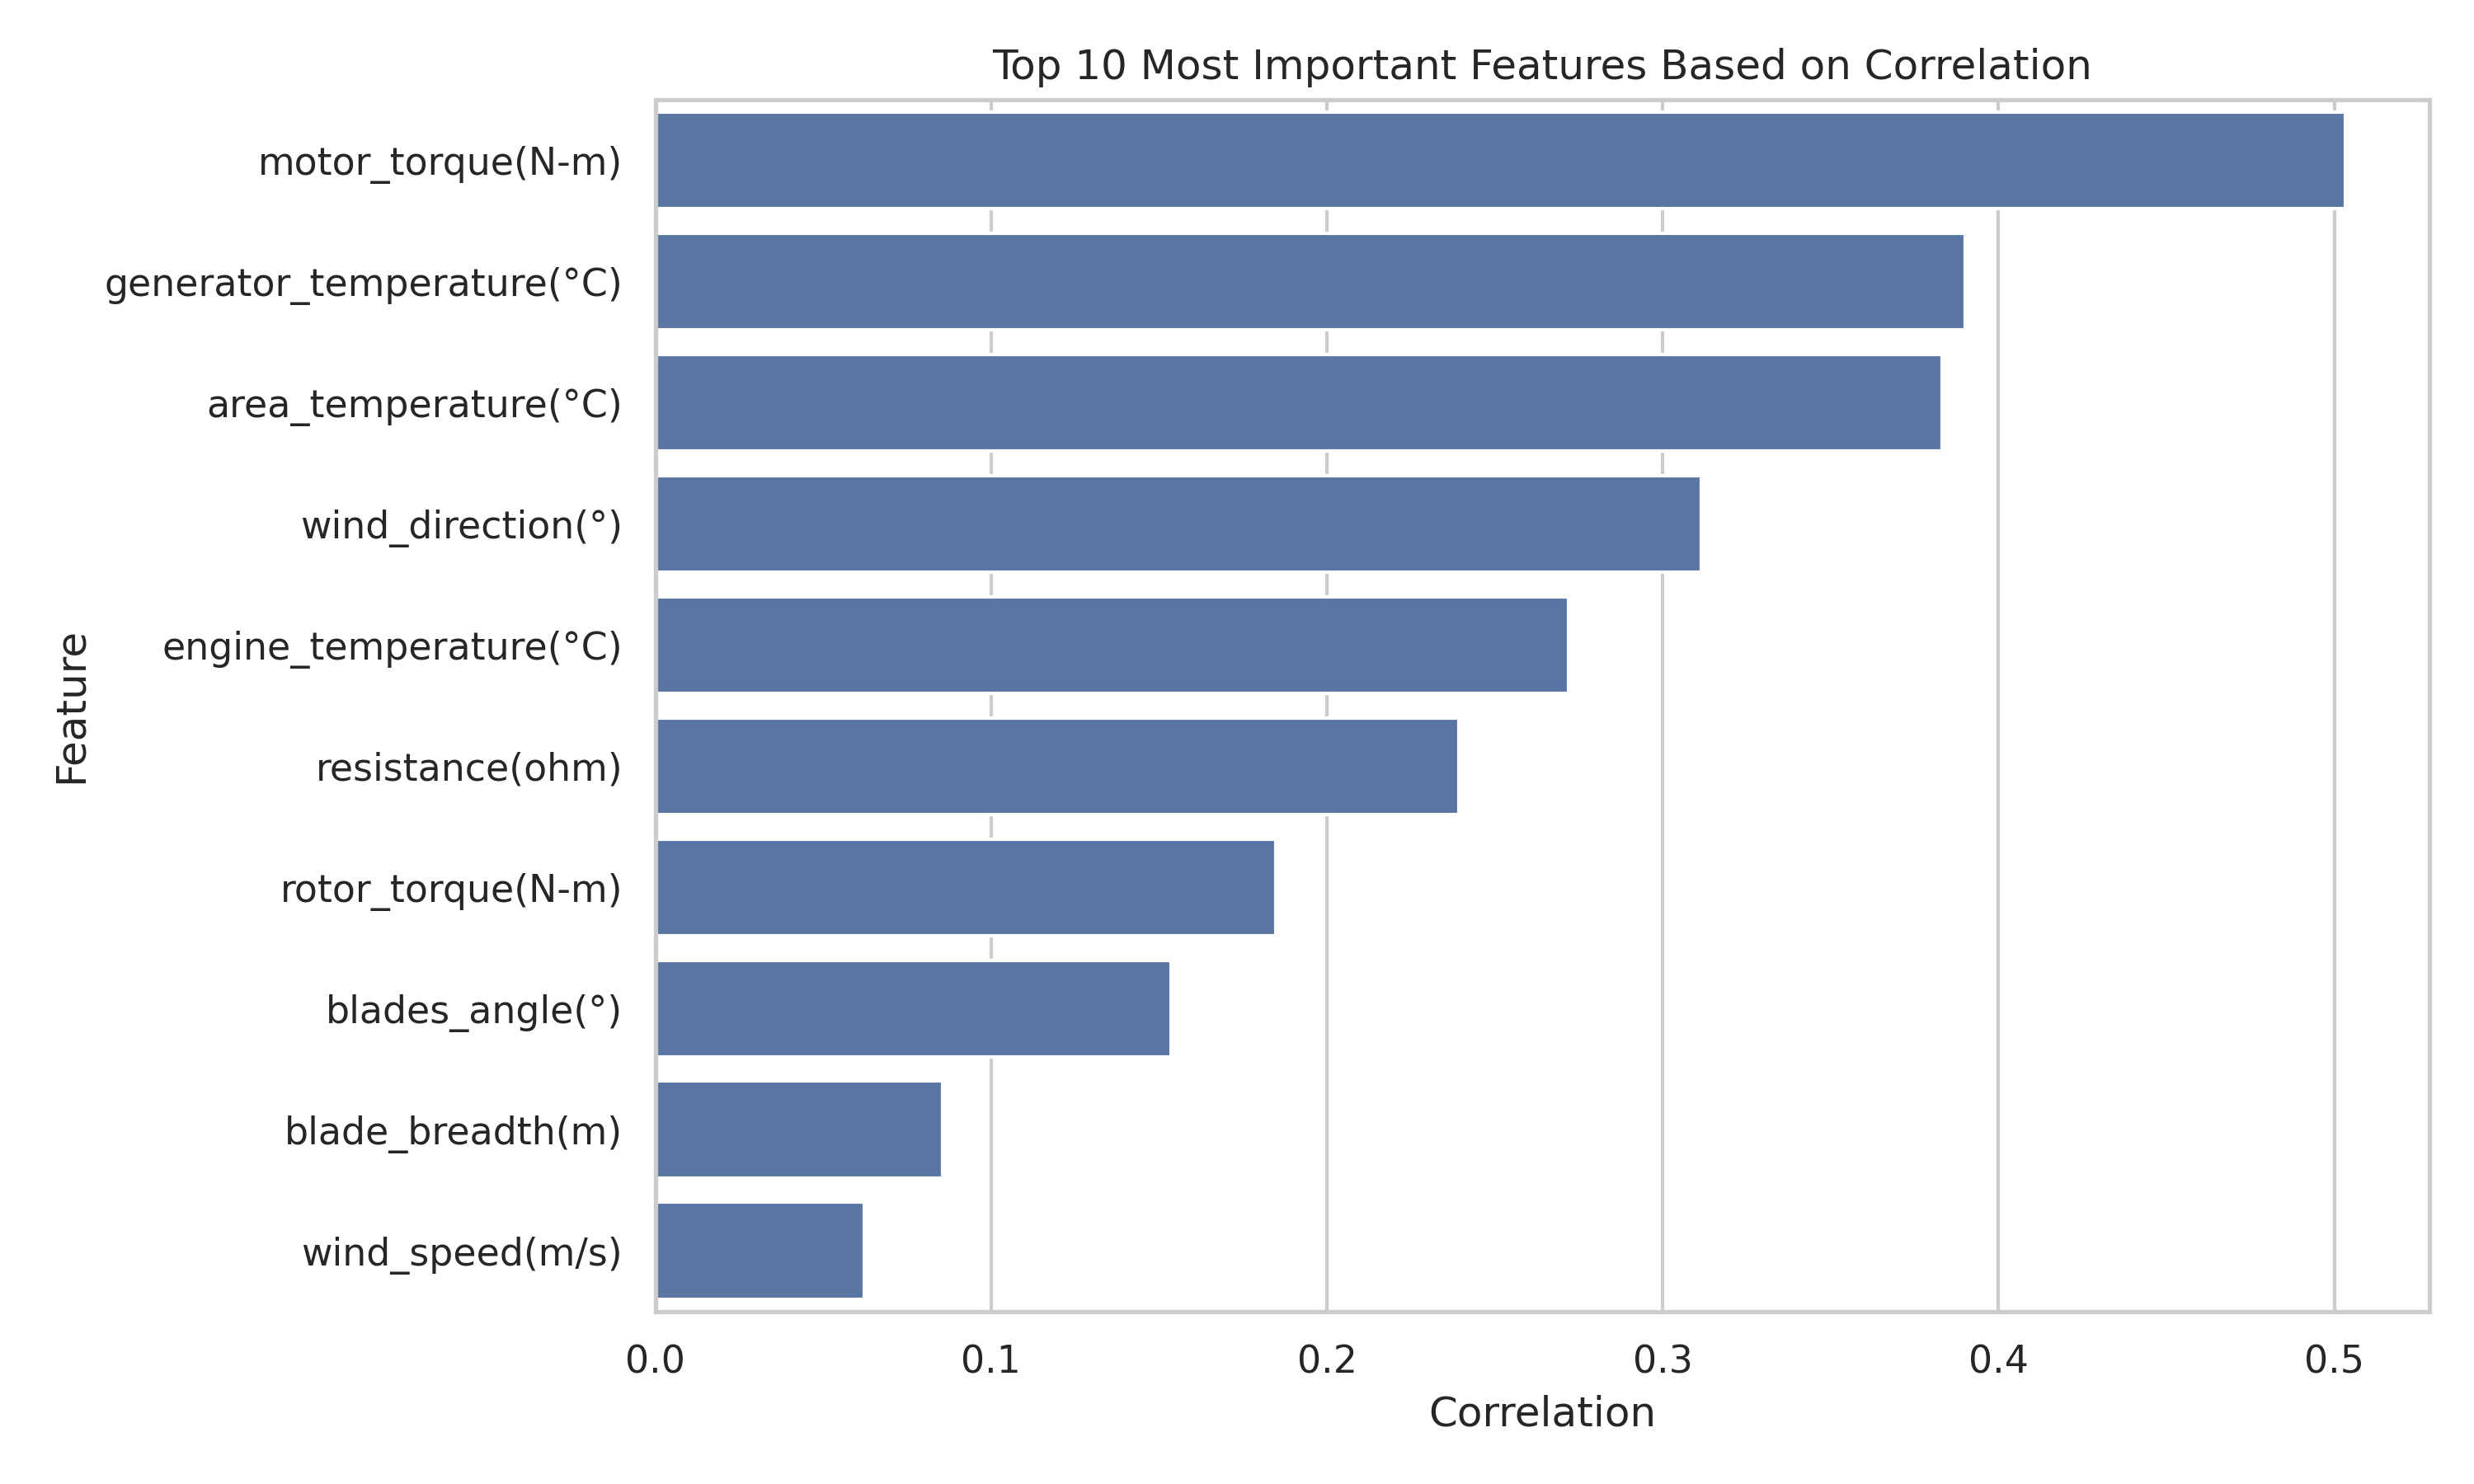 Top 10 Most Important Features Based on Correlation
motor_torque(N-m)
generator_temperature(°C)
area_temperature(°C)
wind_direction(°)
engine_temperature(°C)
resistance(ohm)
rotor_torque(N-m)
blades_angle(°)
blade_breadth(m)
wind_speed(m/s)
Feature
0.0 0.1 0.2 0.3 0.4 0.5
Correlation